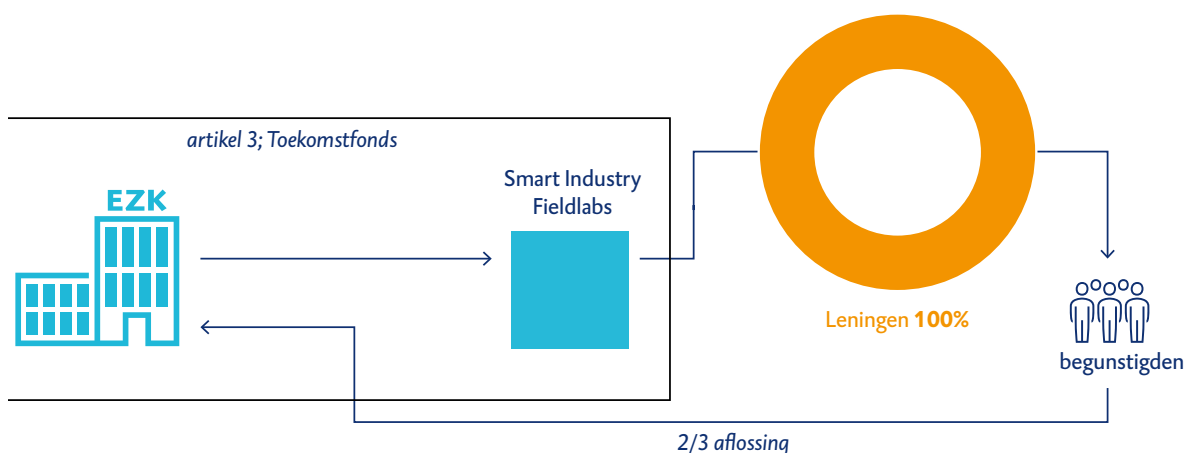 artikel 3; Toekomstfonds
EZK
Smart Industry
Fieldlabs
Leningen 100%
begunstigden
2/3 aflossing